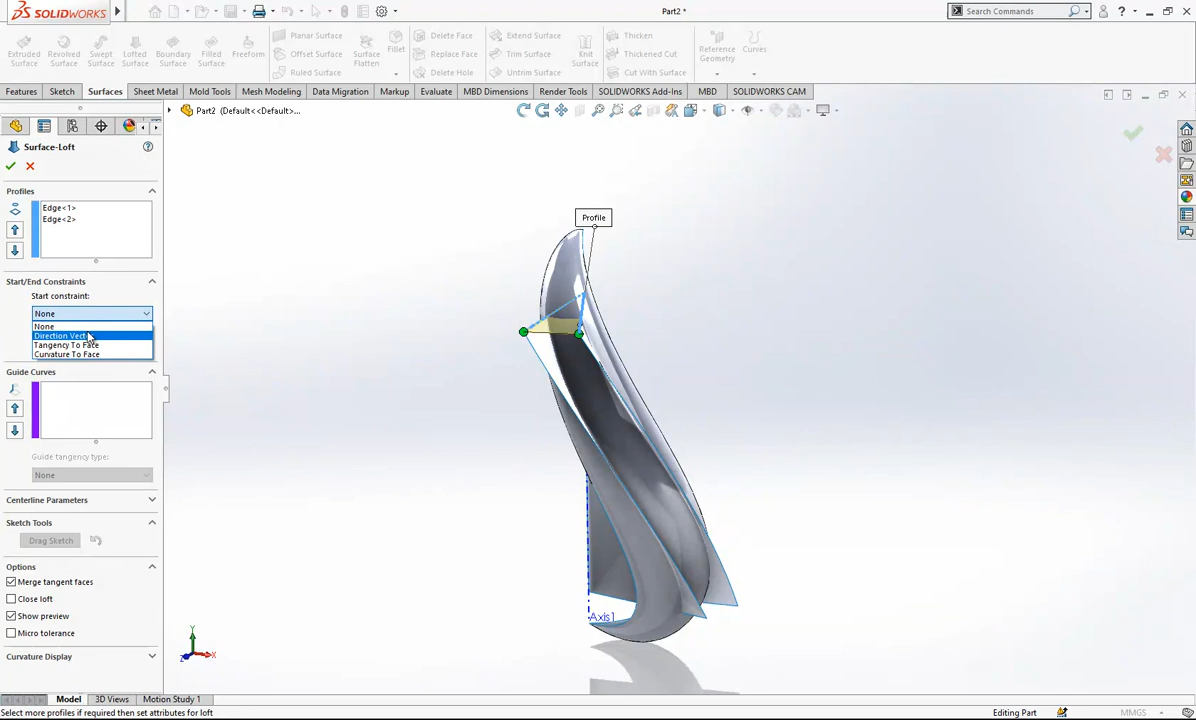 SOLIDWORKS
Part2 *
Search Commands
Extruded Surface
Revolved Surface
Swept Surface
Lofted Surface
Boundary Surface
Filled Surface
Freeform
Planar Surface
Offset Surface
Ruled Surface
Surface Flatten
Fillet
Delete Face
Replace Face
Delete Hole
Extend Surface
Trim Surface
Untrim Surface
Knit Surface
Thicken
Thickened Cut
Cut With Surface
Reference Geometry
Curves
Features
Sketch
Surfaces
Sheet Metal
Mold Tools
Mesh Modeling
Data Migration
Markup
Evaluate
MBD Dimensions
Render Tools
SOLIDWORKS Add-Ins
MBD
SOLIDWORKS CAM
Part2 (Default<<Default>...
Surface-Loft
Profiles
Edge<1>
Edge<2>
Start/End Constraints
Start constraint:
None
None
Direction Vect
Tangency To Face
Curvature To Face
Guide Curves
Guide tangency type:
None
Centerline Parameters
Sketch Tools
Drag Sketch
Options
Merge tangent faces
Close loft
Show preview
Micro tolerance
Curvature Display
Profile
Axis1
Y
X
Z
Model
3D Views
Motion Study 1
Select more profiles if required then set attributes for loft
Editing Part
MMGS